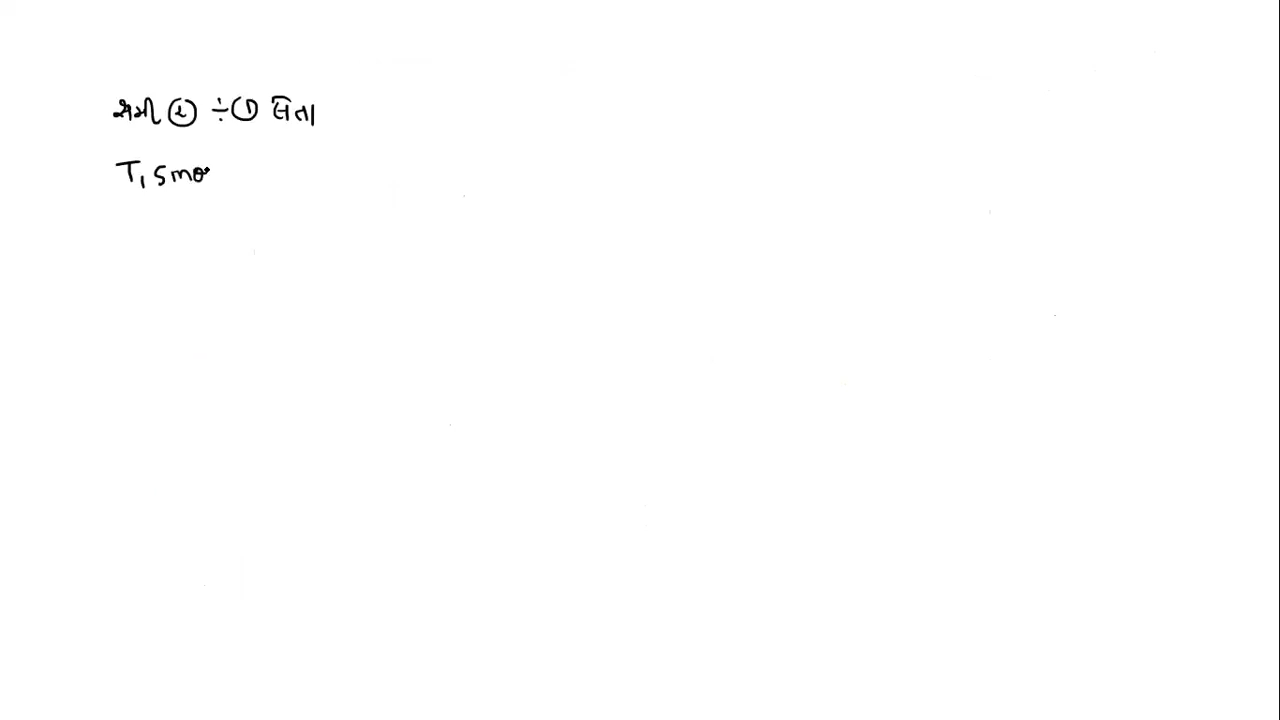 સમી ② ÷ ① લેતા
T₁ sinθ